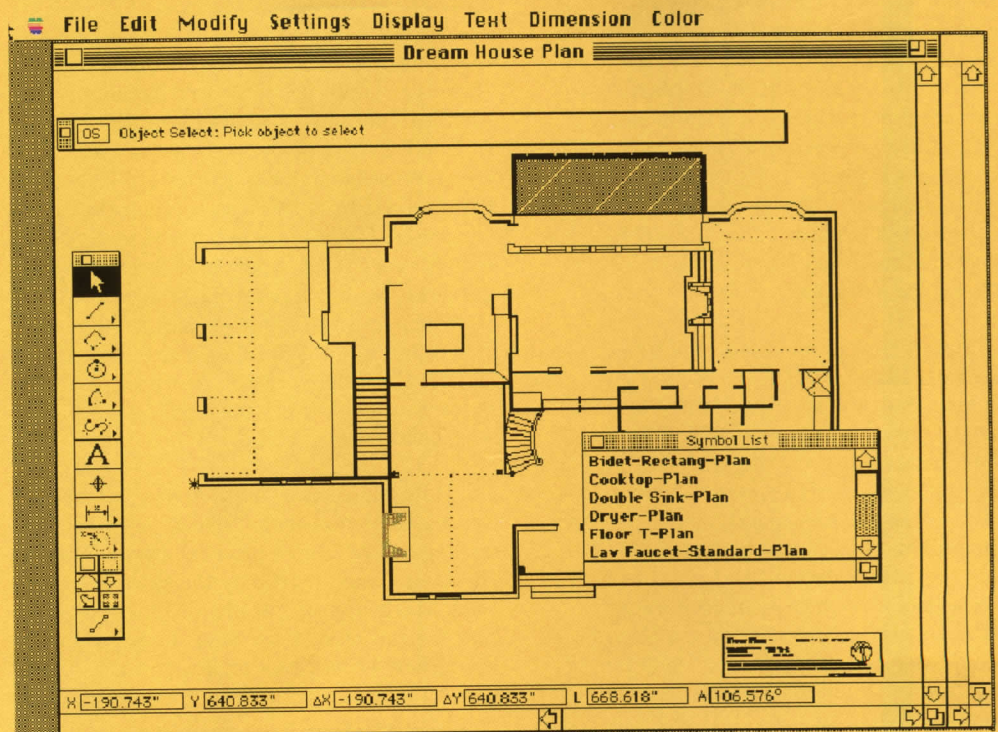 File Edit Modify Settings Display Text Dimension Color
Dream House Plan
OS Object Select: Pick object to select
A
Symbol List
Bidet-Rectang-Plan
Cooktop-Plan
Double Sink-Plan
Dryer-Plan
Floor T-Plan
Lav Faucet-Standard-Plan
Floor Plan
X -190.743" Y 640.833" ΔX -190.743" ΔY 640.833" L 668.618" A 106.576°